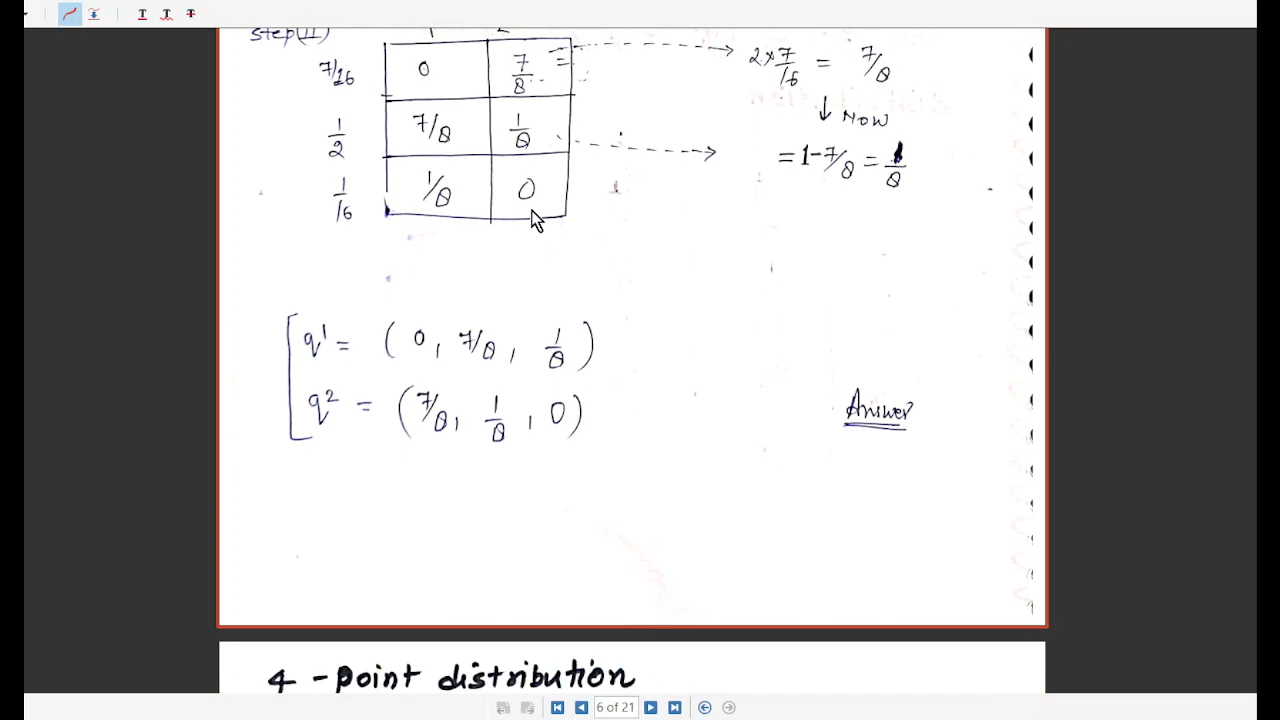 step(II) 1 2
7/16 0 7/8 2×7/16 = 7/8
↓ NOW
1/2 7/8 1/8 = 1-7/8 = 1/8
1/16 1/8 0
q¹ = (0, 7/8, 1/8)
q² = (7/8, 1/8, 0)
Answer
4 - point distribution
6 of 21